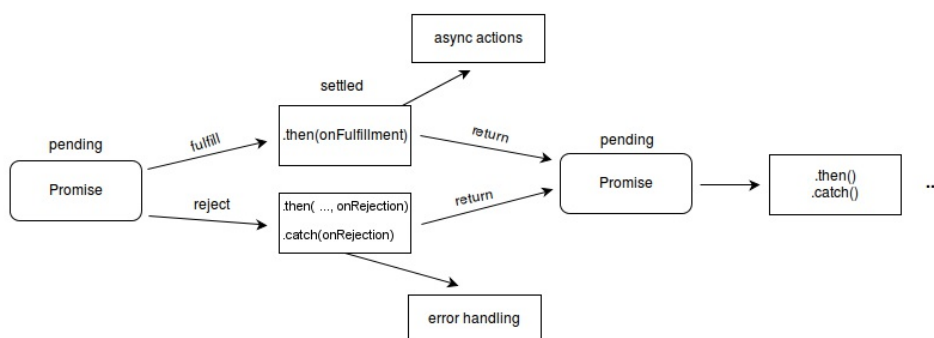 async actions
settled
.then(onFulfillment)
pending
fulfill
return
pending
Promise
Promise
.then()
.catch()
...
reject
.then( ..., onRejection)
.catch(onRejection)
return
error handling